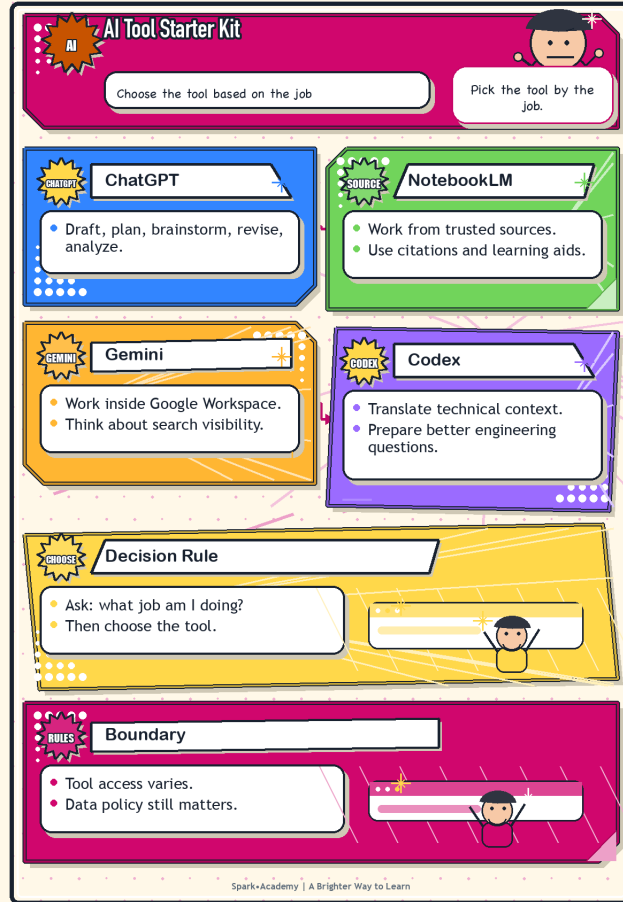 AI
AI Tool Starter Kit
Choose the tool based on the job
Pick the tool by the
job.
CHATGPT
ChatGPT
Draft, plan, brainstorm, revise,
analyze.
SOURCE
NotebookLM
Work from trusted sources.
Use citations and learning aids.
GEMINI
Gemini
Work inside Google Workspace.
Think about search visibility.
CODEX
Codex
Translate technical context.
Prepare better engineering
questions.
CHOOSE
Decision Rule
Ask: what job am I doing?
Then choose the tool.
RULES
Boundary
Tool access varies.
Data policy still matters.
Spark•Academy | A Brighter Way to Learn